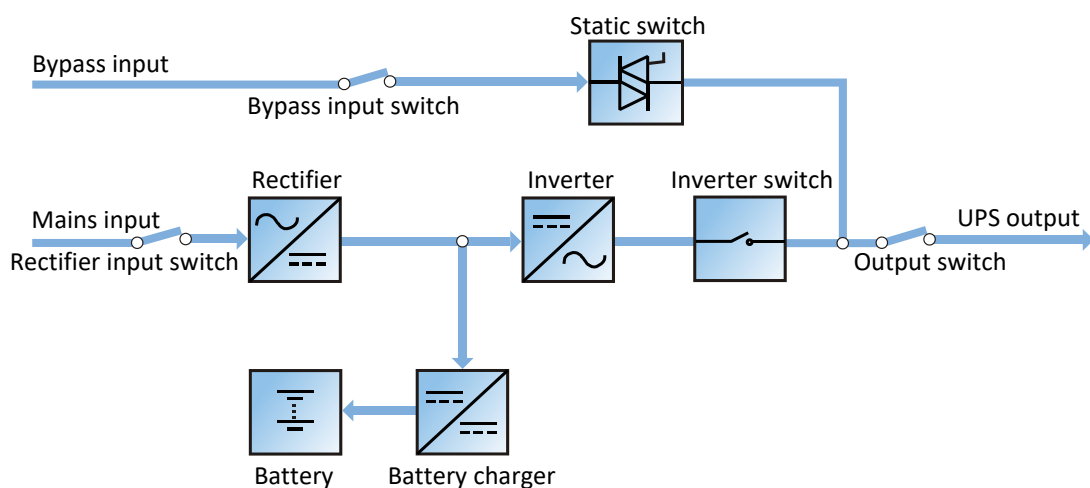 Static switch
Bypass input
Bypass input switch
Rectifier
Inverter
Inverter switch
Mains input
UPS output
Rectifier input switch
Output switch
Battery
Battery charger